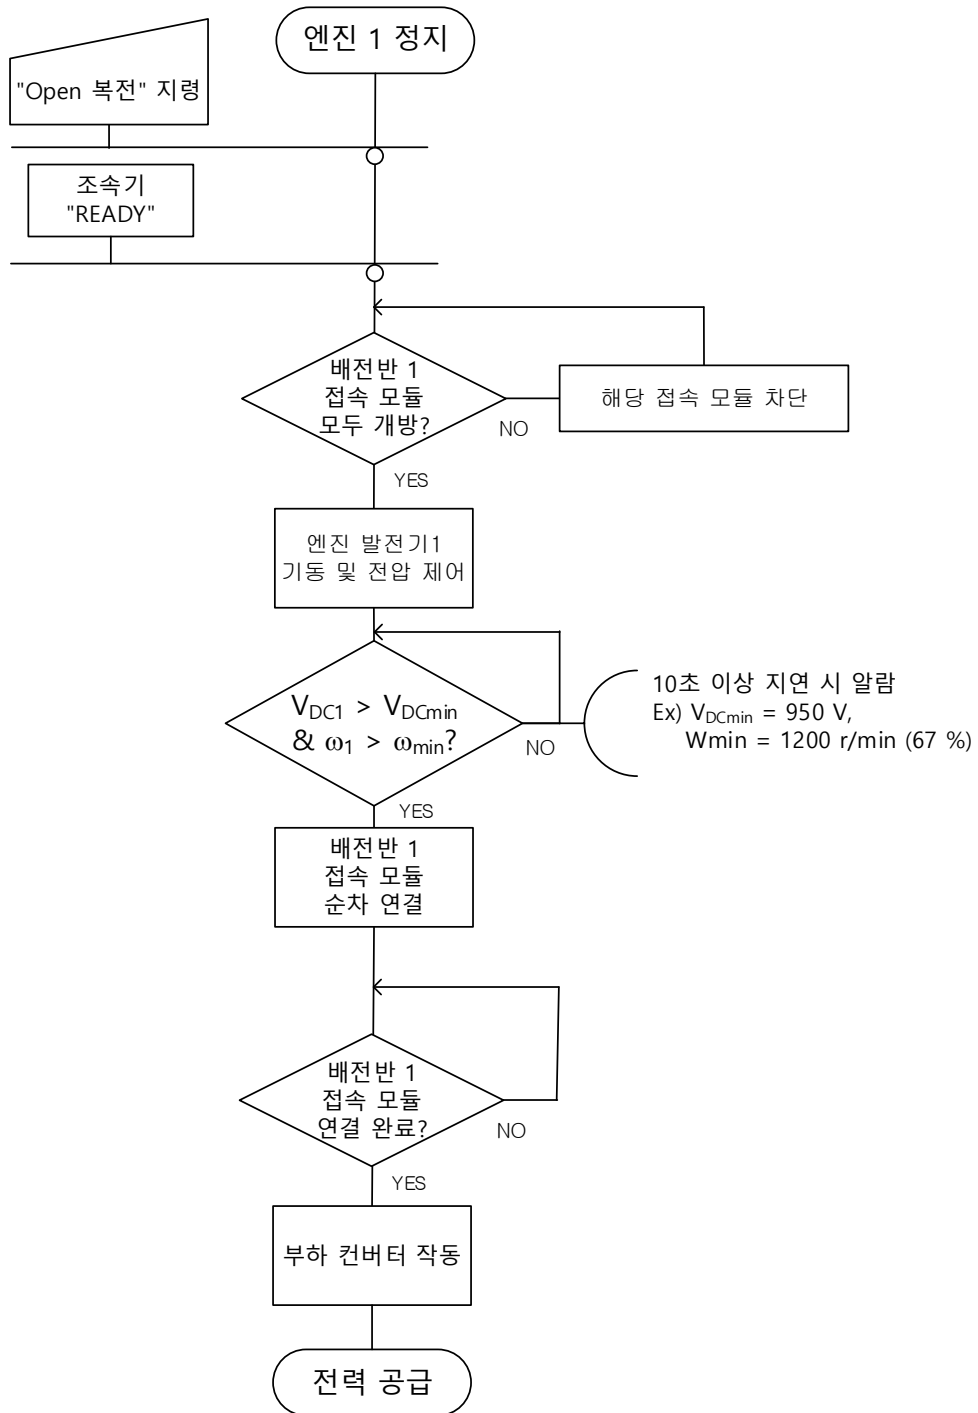 엔진 1 정지
"Open 복전" 지령
조속기
"READY"
배전반 1
접속 모듈
모두 개방?
NO
해당 접속 모듈 차단
YES
엔진 발전기1
기동 및 전압 제어
V_DC1 > V_DCmin
& ω_1 > ω_min?
NO
10초 이상 지연 시 알람
Ex) V_DCmin = 950 V,
Wmin = 1200 r/min (67 %)
YES
배전반 1
접속 모듈
순차 연결
배전반 1
접속 모듈
연결 완료?
NO
YES
부하 컨버터 작동
전력 공급